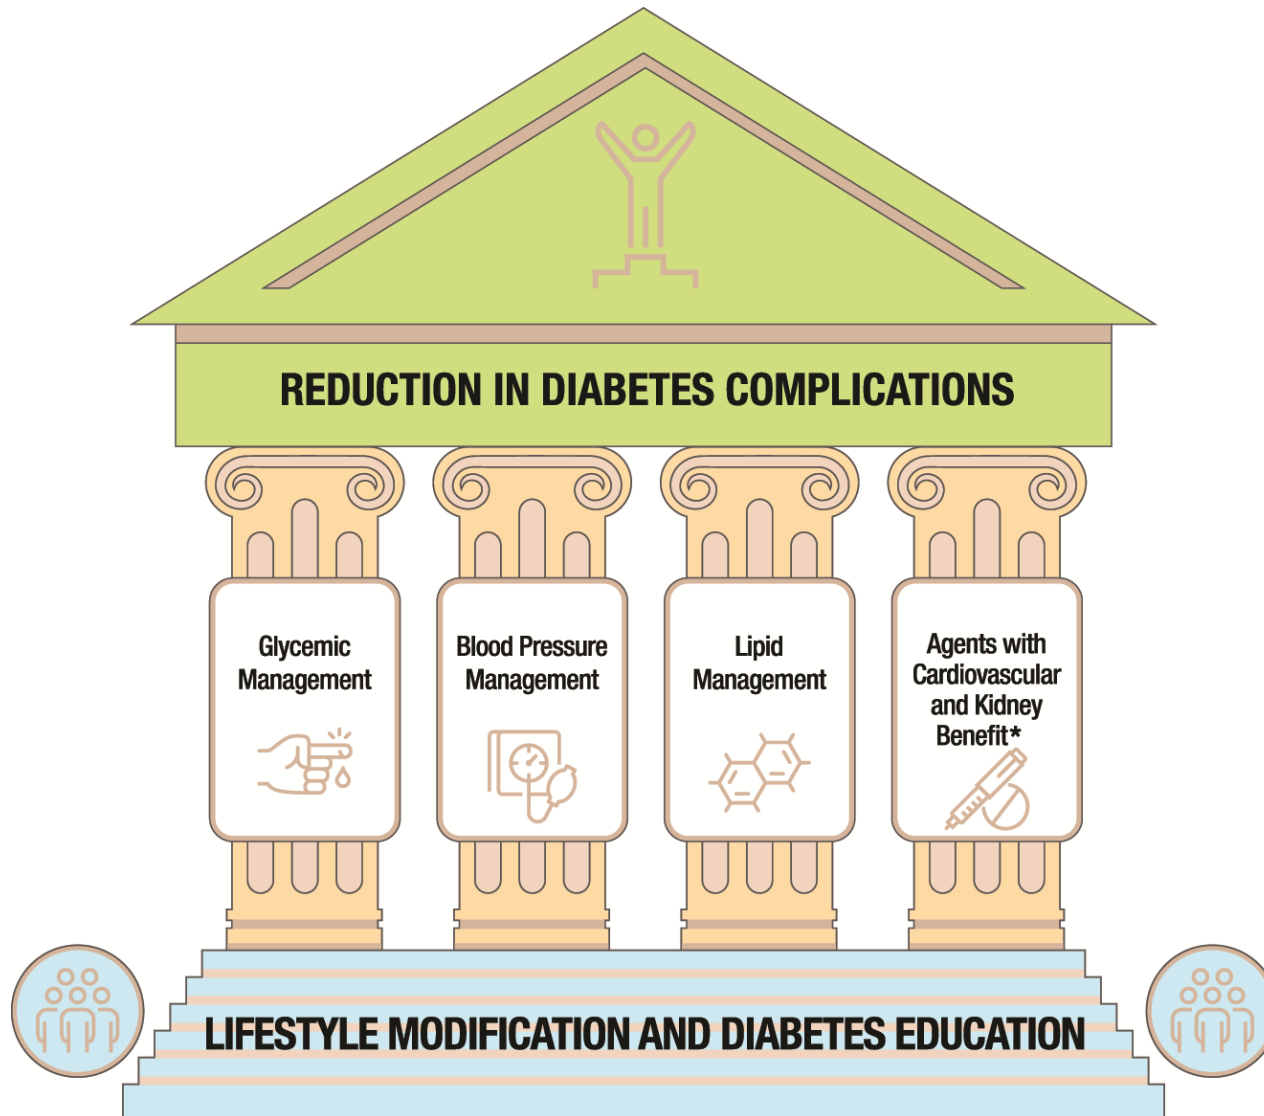 REDUCTION IN DIABETES COMPLICATIONS
Glycemic
Management
Blood Pressure
Management
Lipid
Management
Agents with
Cardiovascular
and Kidney
Benefit*
LIFESTYLE MODIFICATION AND DIABETES EDUCATION